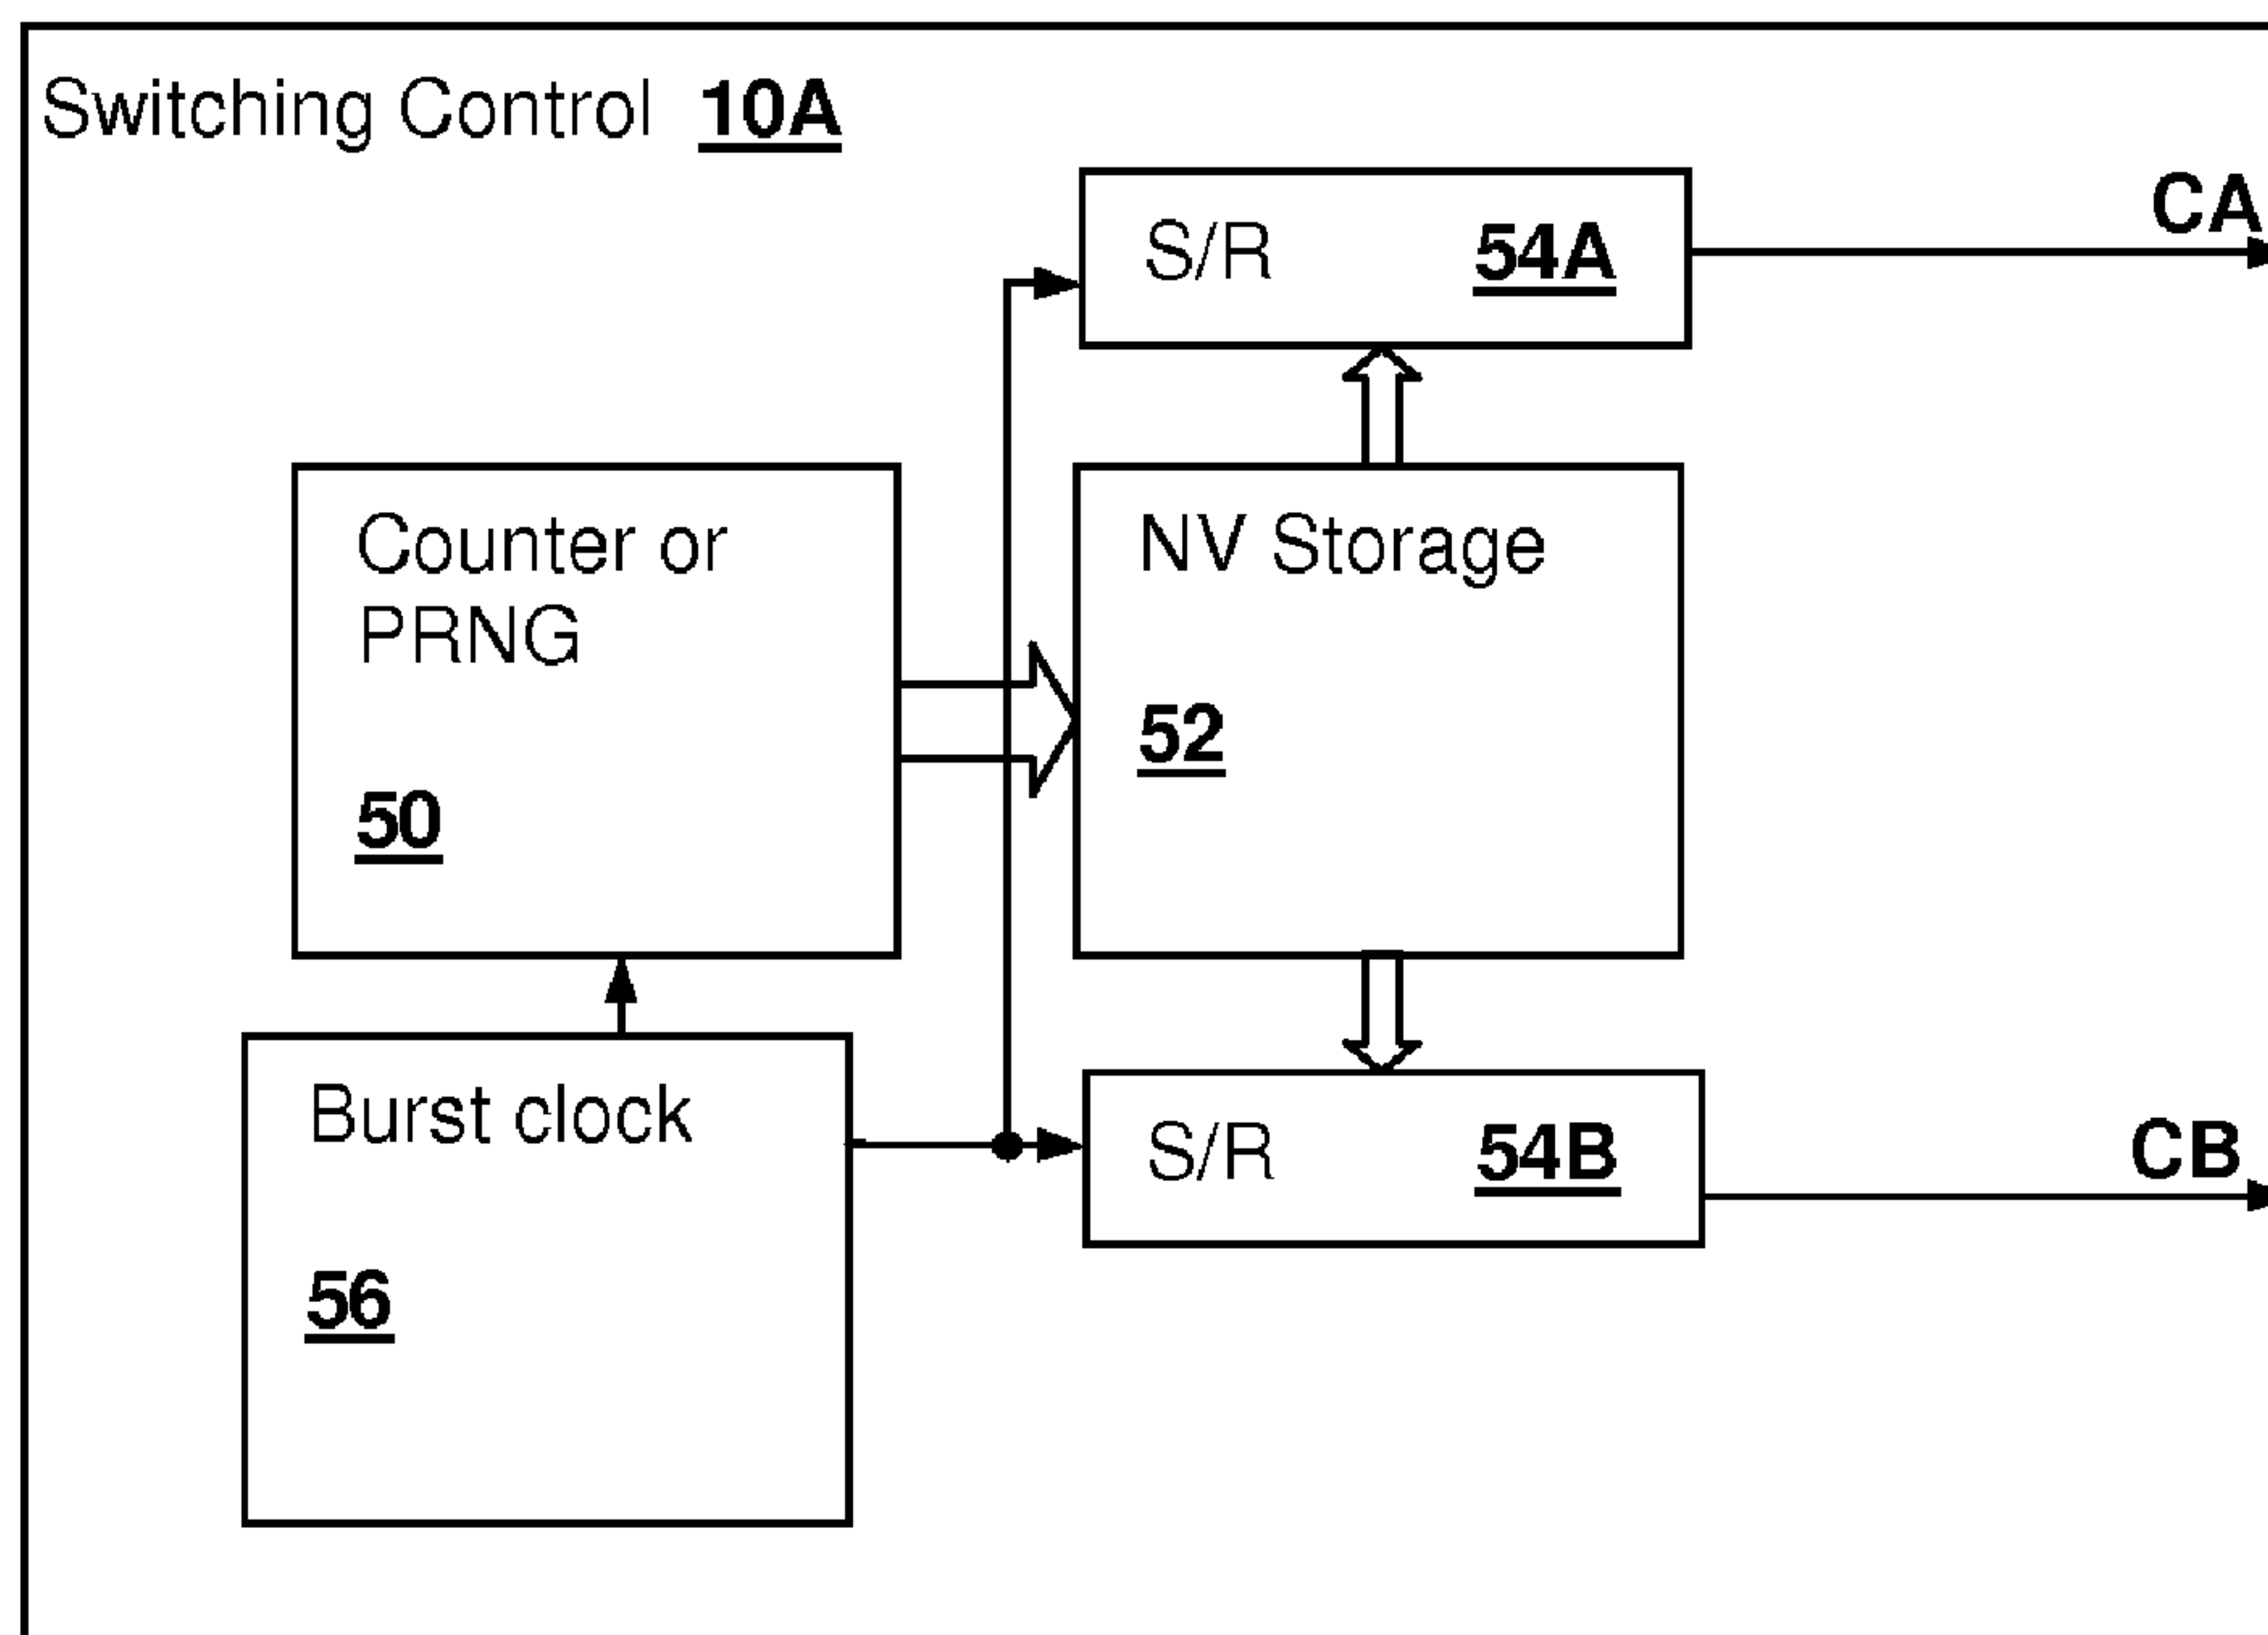 Switching Control 10A
CA
S/R 54A
Counter or
PRNG
50
NV Storage
52
Burst clock
56
S/R 54B
CB